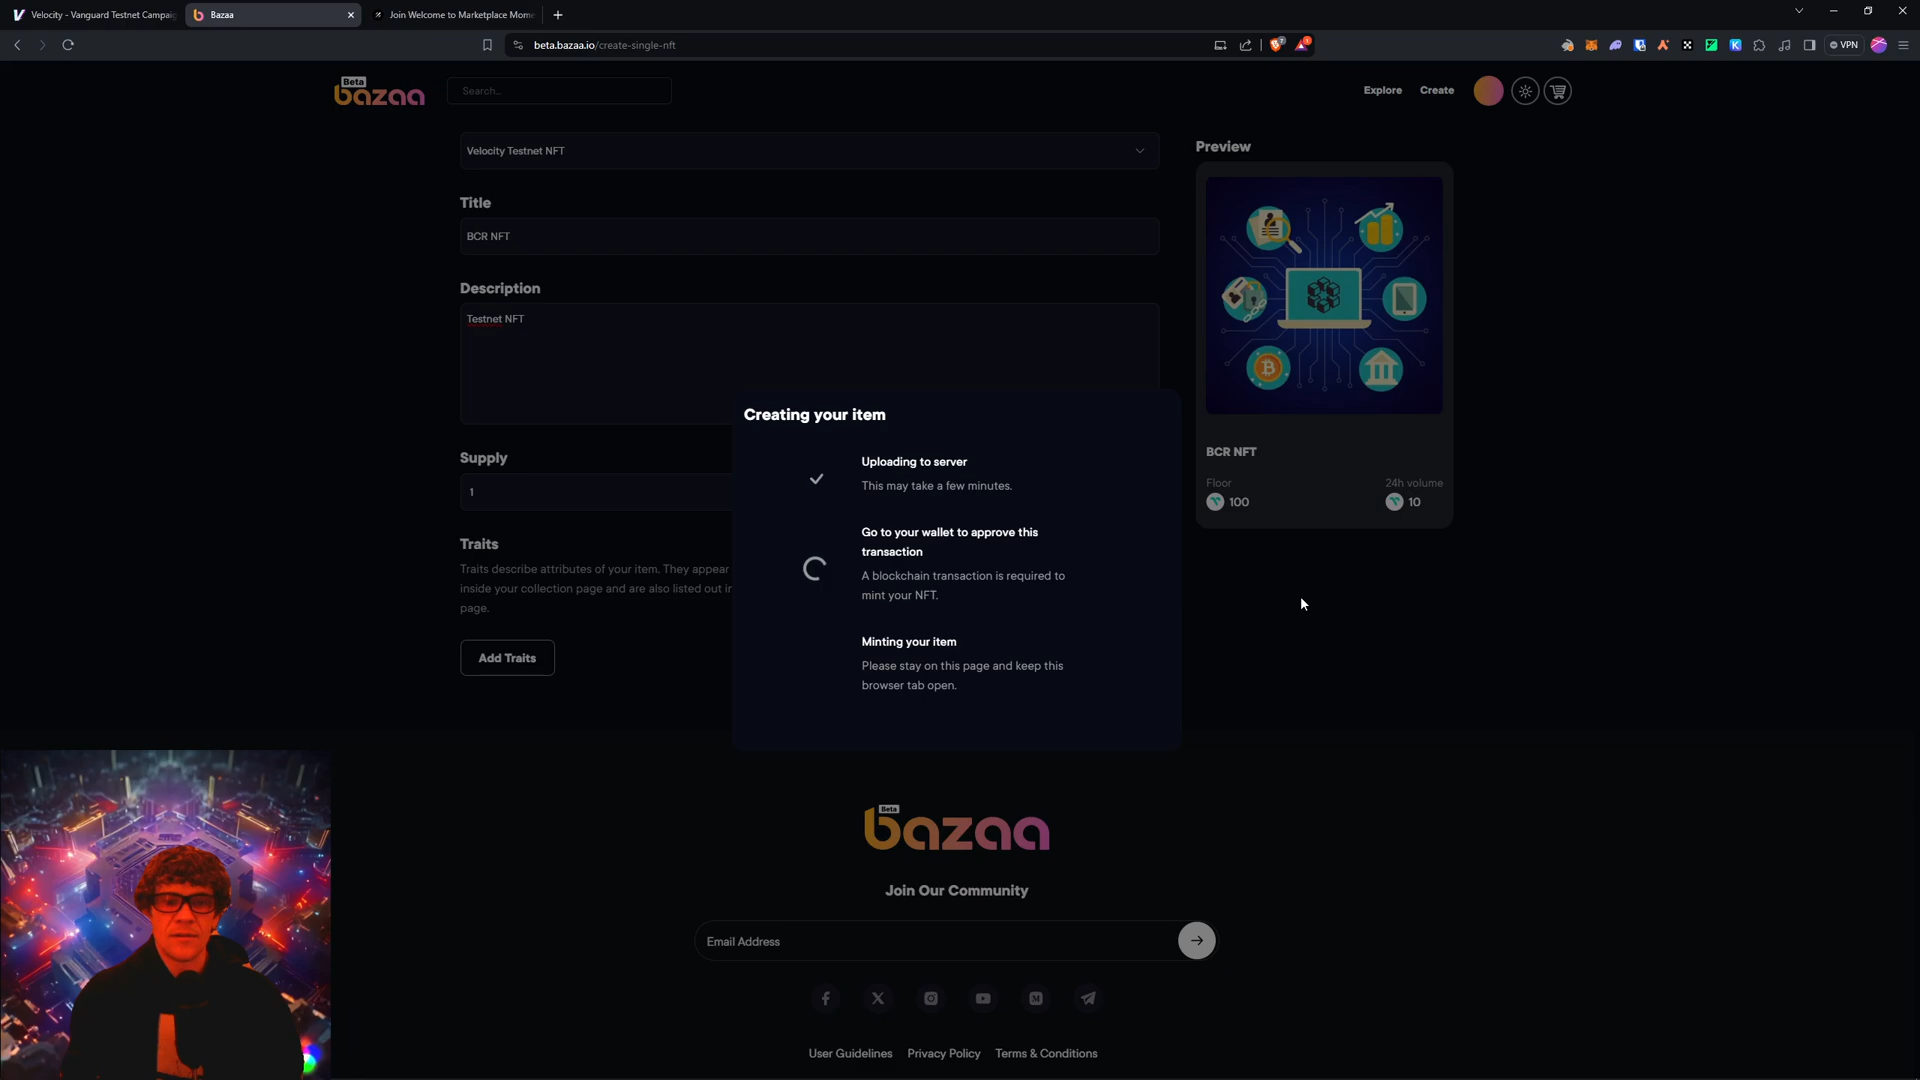 Velocity - Vanguard Testnet Campai
Bazaa
Join Welcome to Marketplace Mome
beta.bazaa.io/create-single-nft
VPN
Beta
bazaa
Search...
Explore
Create
Velocity Testnet NFT
Title
BCR NFT
Description
Testnet NFT
Supply
1
Traits
Traits describe attributes of your item. They appear
inside your collection page and are also listed out in
page.
Add Traits
Creating your item
Uploading to server
This may take a few minutes.
Go to your wallet to approve this
transaction
A blockchain transaction is required to
mint your NFT.
Minting your item
Please stay on this page and keep this
browser tab open.
Preview
BCR NFT
Floor
24h volume
100
10
Beta
bazaa
Join Our Community
Email Address
User Guidelines
Privacy Policy
Terms & Conditions